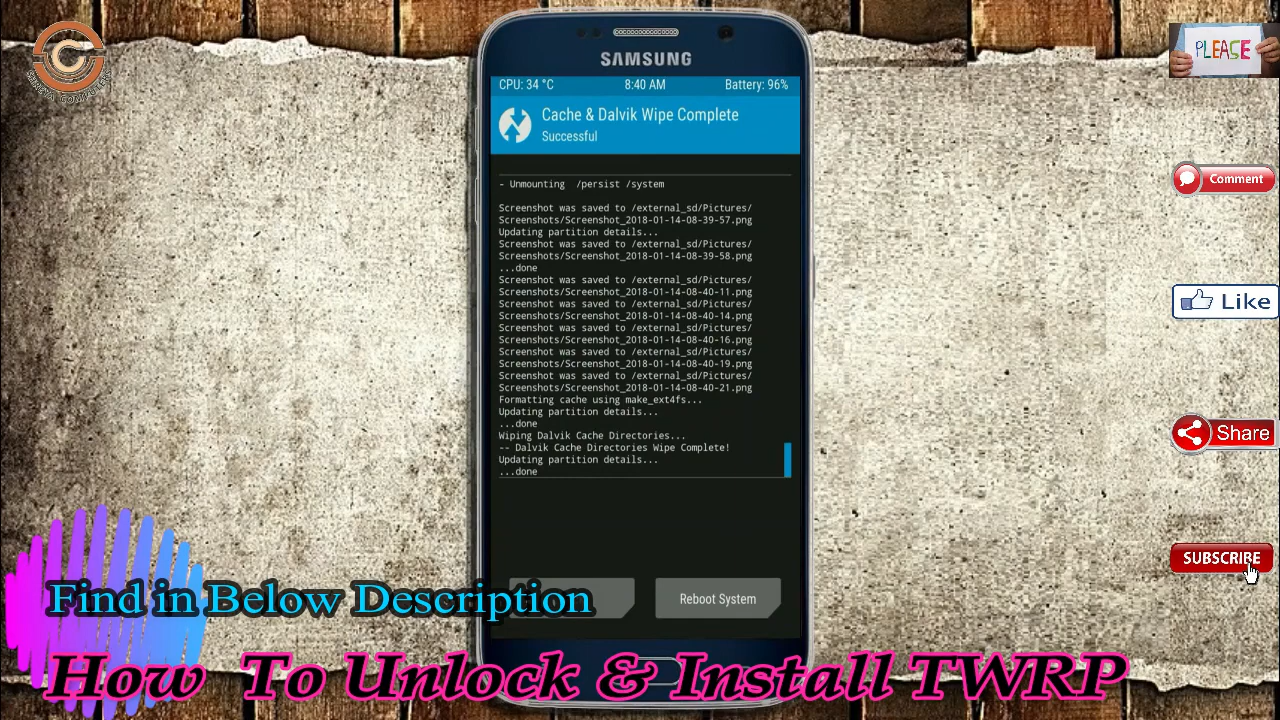 PLEASE
SAMSUNG
CPU: 34 °C 8:40 AM Battery: 96%
Cache & Dalvik Wipe Complete
Successful
- Unmounting /persist /system
Screenshot was saved to /external_sd/Pictures/
Screenshots/Screenshot_2018-01-14-08-39-57.png
Updating partition details...
Screenshot was saved to /external_sd/Pictures/
Screenshots/Screenshot_2018-01-14-08-39-58.png
...done
Screenshot was saved to /external_sd/Pictures/
Screenshots/Screenshot_2018-01-14-08-40-11.png
Screenshot was saved to /external_sd/Pictures/
Screenshots/Screenshot_2018-01-14-08-40-14.png
Screenshot was saved to /external_sd/Pictures/
Screenshots/Screenshot_2018-01-14-08-40-16.png
Screenshot was saved to /external_sd/Pictures/
Screenshots/Screenshot_2018-01-14-08-40-19.png
Screenshot was saved to /external_sd/Pictures/
Screenshots/Screenshot_2018-01-14-08-40-21.png
Formatting cache using make_ext4fs...
Updating partition details...
...done
Wiping Dalvik Cache Directories...
-- Dalvik Cache Directories Wipe Complete!
Updating partition details...
...done
Reboot System
Comment
Like
Share
SUBSCRIBE
Find in Below Description
How To Unlock & Install TWRP